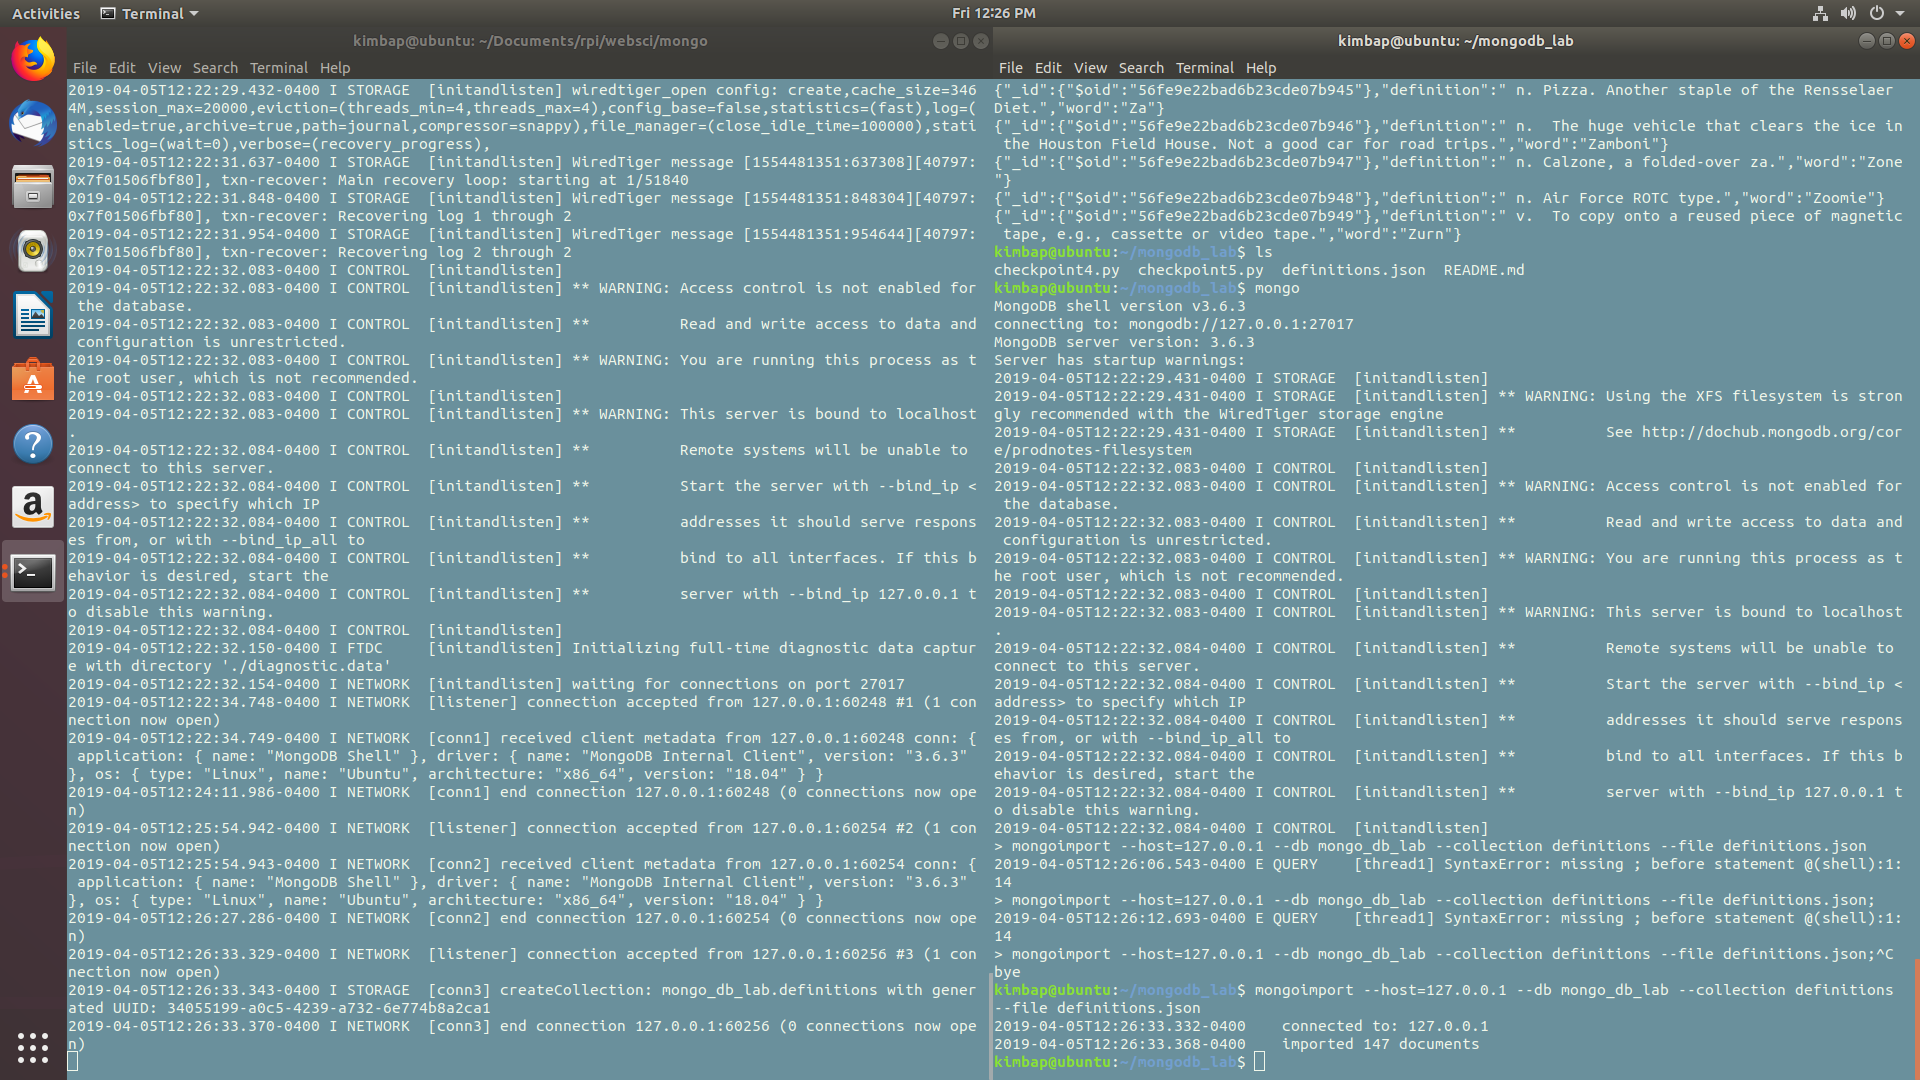 Activities Terminal Fri 12:26 PM
kimbap@ubuntu: ~/Documents/rpi/websci/mongo
File Edit View Search Terminal Help
2019-04-05T12:22:29.432-0400 I STORAGE  [initandlisten] wiredtiger_open config: create,cache_size=346
4M,session_max=20000,eviction=(threads_min=4,threads_max=4),config_base=false,statistics=(fast),log=(
enabled=true,archive=true,path=journal,compressor=snappy),file_manager=(close_idle_time=100000),stati
stics_log=(wait=0),verbose=(recovery_progress),
2019-04-05T12:22:31.637-0400 I STORAGE  [initandlisten] WiredTiger message [1554481351:637308][40797:
0x7f01506fbf80], txn-recover: Main recovery loop: starting at 1/51840
2019-04-05T12:22:31.848-0400 I STORAGE  [initandlisten] WiredTiger message [1554481351:848304][40797:
0x7f01506fbf80], txn-recover: Recovering log 1 through 2
2019-04-05T12:22:31.954-0400 I STORAGE  [initandlisten] WiredTiger message [1554481351:954644][40797:
0x7f01506fbf80], txn-recover: Recovering log 2 through 2
2019-04-05T12:22:32.083-0400 I CONTROL  [initandlisten]
2019-04-05T12:22:32.083-0400 I CONTROL  [initandlisten] ** WARNING: Access control is not enabled for
 the database.
2019-04-05T12:22:32.083-0400 I CONTROL  [initandlisten] **          Read and write access to data and
 configuration is unrestricted.
2019-04-05T12:22:32.083-0400 I CONTROL  [initandlisten] ** WARNING: You are running this process as t
he root user, which is not recommended.
2019-04-05T12:22:32.083-0400 I CONTROL  [initandlisten]
2019-04-05T12:22:32.083-0400 I CONTROL  [initandlisten] ** WARNING: This server is bound to localhost
.
2019-04-05T12:22:32.084-0400 I CONTROL  [initandlisten] **          Remote systems will be unable to
connect to this server.
2019-04-05T12:22:32.084-0400 I CONTROL  [initandlisten] **          Start the server with --bind_ip <
address> to specify which IP
2019-04-05T12:22:32.084-0400 I CONTROL  [initandlisten] **          addresses it should serve respons
es from, or with --bind_ip_all to
2019-04-05T12:22:32.084-0400 I CONTROL  [initandlisten] **          bind to all interfaces. If this b
ehavior is desired, start the
2019-04-05T12:22:32.084-0400 I CONTROL  [initandlisten] **          server with --bind_ip 127.0.0.1 t
o disable this warning.
2019-04-05T12:22:32.084-0400 I CONTROL  [initandlisten]
2019-04-05T12:22:32.150-0400 I FTDC     [initandlisten] Initializing full-time diagnostic data captur
e with directory './diagnostic.data'
2019-04-05T12:22:32.154-0400 I NETWORK  [initandlisten] waiting for connections on port 27017
2019-04-05T12:22:34.748-0400 I NETWORK  [listener] connection accepted from 127.0.0.1:60248 #1 (1 con
nection now open)
2019-04-05T12:22:34.749-0400 I NETWORK  [conn1] received client metadata from 127.0.0.1:60248 conn: {
 application: { name: "MongoDB Shell" }, driver: { name: "MongoDB Internal Client", version: "3.6.3"
}, os: { type: "Linux", name: "Ubuntu", architecture: "x86_64", version: "18.04" } }
2019-04-05T12:24:11.986-0400 I NETWORK  [conn1] end connection 127.0.0.1:60248 (0 connections now ope
n)
2019-04-05T12:25:54.942-0400 I NETWORK  [listener] connection accepted from 127.0.0.1:60254 #2 (1 con
nection now open)
2019-04-05T12:25:54.943-0400 I NETWORK  [conn2] received client metadata from 127.0.0.1:60254 conn: {
 application: { name: "MongoDB Shell" }, driver: { name: "MongoDB Internal Client", version: "3.6.3"
}, os: { type: "Linux", name: "Ubuntu", architecture: "x86_64", version: "18.04" } }
2019-04-05T12:26:27.286-0400 I NETWORK  [conn2] end connection 127.0.0.1:60254 (0 connections now ope
n)
2019-04-05T12:26:33.329-0400 I NETWORK  [listener] connection accepted from 127.0.0.1:60256 #3 (1 con
nection now open)
2019-04-05T12:26:33.343-0400 I STORAGE  [conn3] createCollection: mongo_db_lab.definitions with gener
ated UUID: 34055199-a0c5-4239-a732-6e774b8a2ca1
2019-04-05T12:26:33.370-0400 I NETWORK  [conn3] end connection 127.0.0.1:60256 (0 connections now ope
n)
kimbap@ubuntu: ~/mongodb_lab
File Edit View Search Terminal Help
{"_id":{"$oid":"56fe9e22bad6b23cde07b945"},"definition":" n. Pizza. Another staple of the Rensselaer
Diet.","word":"Za"}
{"_id":{"$oid":"56fe9e22bad6b23cde07b946"},"definition":" n.  The huge vehicle that clears the ice in
 the Houston Field House. Not a good car for road trips.","word":"Zamboni"}
{"_id":{"$oid":"56fe9e22bad6b23cde07b947"},"definition":" n. Calzone, a folded-over za.","word":"Zone
"}
{"_id":{"$oid":"56fe9e22bad6b23cde07b948"},"definition":" n. Air Force ROTC type.","word":"Zoomie"}
{"_id":{"$oid":"56fe9e22bad6b23cde07b949"},"definition":" v.  To copy onto a reused piece of magnetic
 tape, e.g., cassette or video tape.","word":"Zurn"}
kimbap@ubuntu:~/mongodb_lab$ ls
checkpoint4.py  checkpoint5.py  definitions.json  README.md
kimbap@ubuntu:~/mongodb_lab$ mongo
MongoDB shell version v3.6.3
connecting to: mongodb://127.0.0.1:27017
MongoDB server version: 3.6.3
Server has startup warnings:
2019-04-05T12:22:29.431-0400 I STORAGE  [initandlisten]
2019-04-05T12:22:29.431-0400 I STORAGE  [initandlisten] ** WARNING: Using the XFS filesystem is stron
gly recommended with the WiredTiger storage engine
2019-04-05T12:22:29.431-0400 I STORAGE  [initandlisten] **          See http://dochub.mongodb.org/cor
e/prodnotes-filesystem
2019-04-05T12:22:32.083-0400 I CONTROL  [initandlisten]
2019-04-05T12:22:32.083-0400 I CONTROL  [initandlisten] ** WARNING: Access control is not enabled for
 the database.
2019-04-05T12:22:32.083-0400 I CONTROL  [initandlisten] **          Read and write access to data and
 configuration is unrestricted.
2019-04-05T12:22:32.083-0400 I CONTROL  [initandlisten] ** WARNING: You are running this process as t
he root user, which is not recommended.
2019-04-05T12:22:32.083-0400 I CONTROL  [initandlisten]
2019-04-05T12:22:32.083-0400 I CONTROL  [initandlisten] ** WARNING: This server is bound to localhost
.
2019-04-05T12:22:32.084-0400 I CONTROL  [initandlisten] **          Remote systems will be unable to
connect to this server.
2019-04-05T12:22:32.084-0400 I CONTROL  [initandlisten] **          Start the server with --bind_ip <
address> to specify which IP
2019-04-05T12:22:32.084-0400 I CONTROL  [initandlisten] **          addresses it should serve respons
es from, or with --bind_ip_all to
2019-04-05T12:22:32.084-0400 I CONTROL  [initandlisten] **          bind to all interfaces. If this b
ehavior is desired, start the
2019-04-05T12:22:32.084-0400 I CONTROL  [initandlisten] **          server with --bind_ip 127.0.0.1 t
o disable this warning.
2019-04-05T12:22:32.084-0400 I CONTROL  [initandlisten]
> mongoimport --host=127.0.0.1 --db mongo_db_lab --collection definitions --file definitions.json
2019-04-05T12:26:06.543-0400 E QUERY    [thread1] SyntaxError: missing ; before statement @(shell):1:
14
> mongoimport --host=127.0.0.1 --db mongo_db_lab --collection definitions --file definitions.json;
2019-04-05T12:26:12.693-0400 E QUERY    [thread1] SyntaxError: missing ; before statement @(shell):1:
14
> mongoimport --host=127.0.0.1 --db mongo_db_lab --collection definitions --file definitions.json;^C
bye
kimbap@ubuntu:~/mongodb_lab$ mongoimport --host=127.0.0.1 --db mongo_db_lab --collection definitions
--file definitions.json
2019-04-05T12:26:33.332-0400    connected to: 127.0.0.1
2019-04-05T12:26:33.368-0400    imported 147 documents
kimbap@ubuntu:~/mongodb_lab$